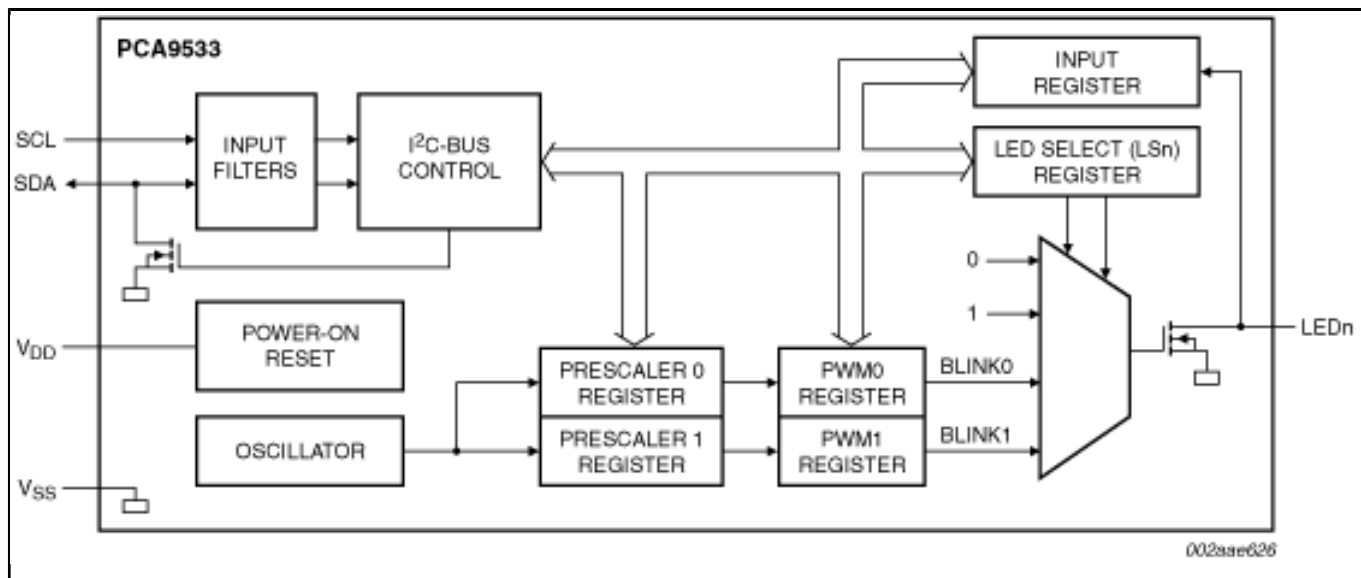 PCA9533
SCL
SDA
VDD
VSS
INPUT
FILTERS
I²C-BUS
CONTROL
INPUT
REGISTER
LED SELECT (LSn)
REGISTER
POWER-ON
RESET
OSCILLATOR
PRESCALER 0
REGISTER
PRESCALER 1
REGISTER
PWM0
REGISTER
PWM1
REGISTER
0
1
BLINK0
BLINK1
LEDn
002aae626